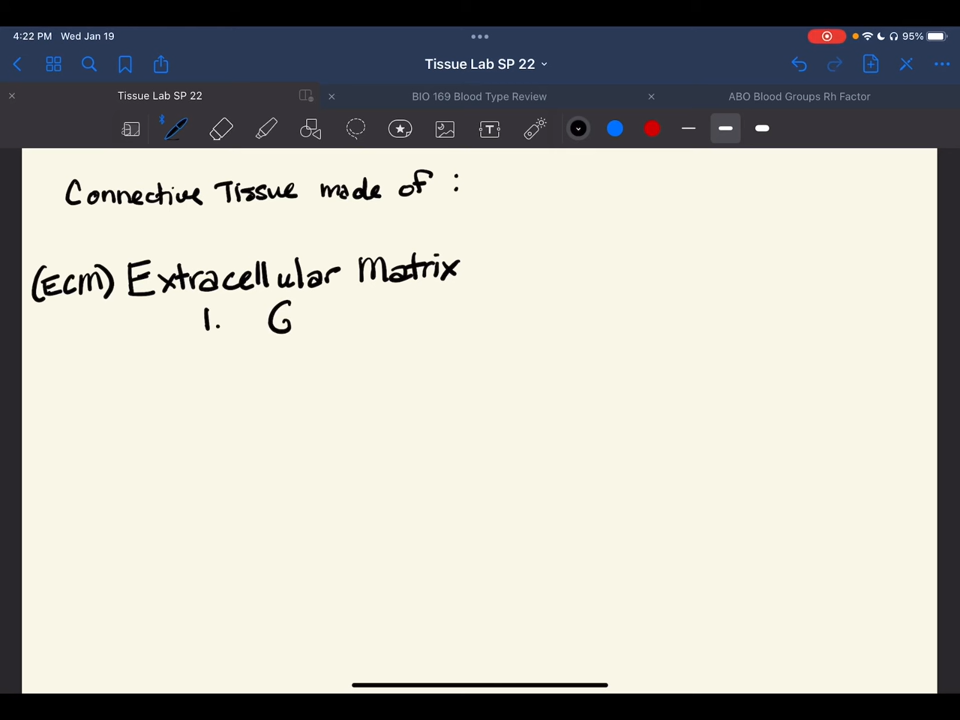 4:22 PM Wed Jan 19
95%
Tissue Lab SP 22
Tissue Lab SP 22
BIO 169 Blood Type Review
ABO Blood Groups Rh Factor
Connective Tissue made of :
(ECM) Extracellular Matrix
1. G